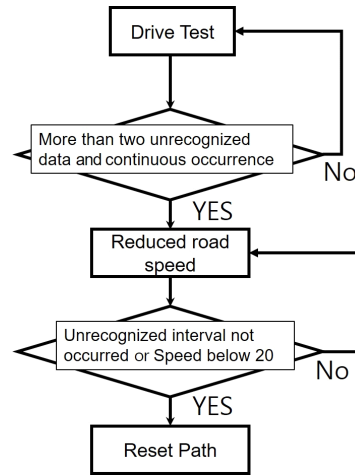 Drive Test
More than two unrecognized
data and continuous occurrence
No
YES
Reduced road
speed
Unrecognized interval not
occurred or Speed below 20
No
YES
Reset Path